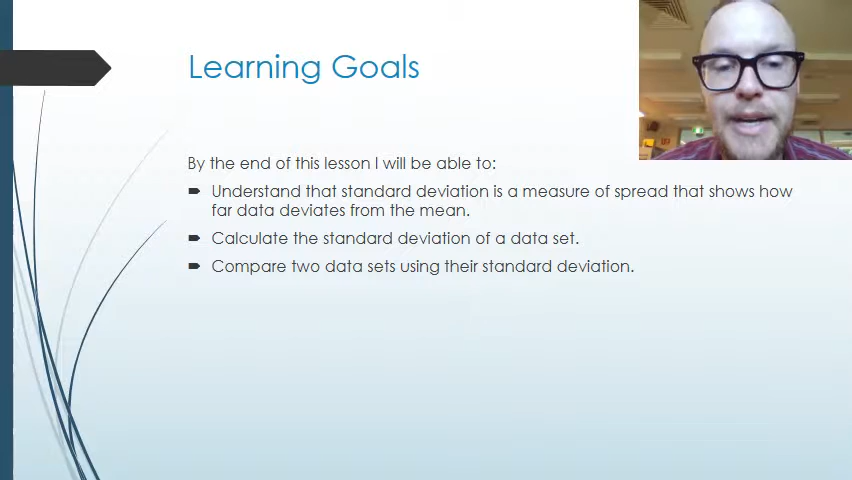 Learning Goals
By the end of this lesson I will be able to:
Understand that standard deviation is a measure of spread that shows how
far data deviates from the mean.
Calculate the standard deviation of a data set.
Compare two data sets using their standard deviation.